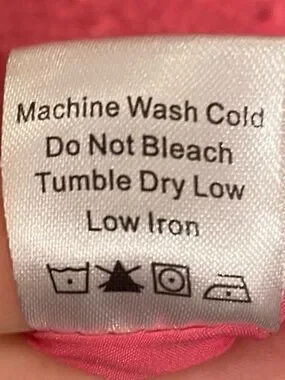 Machine Wash Cold
Do Not Bleach
Tumble Dry Low
Low Iron